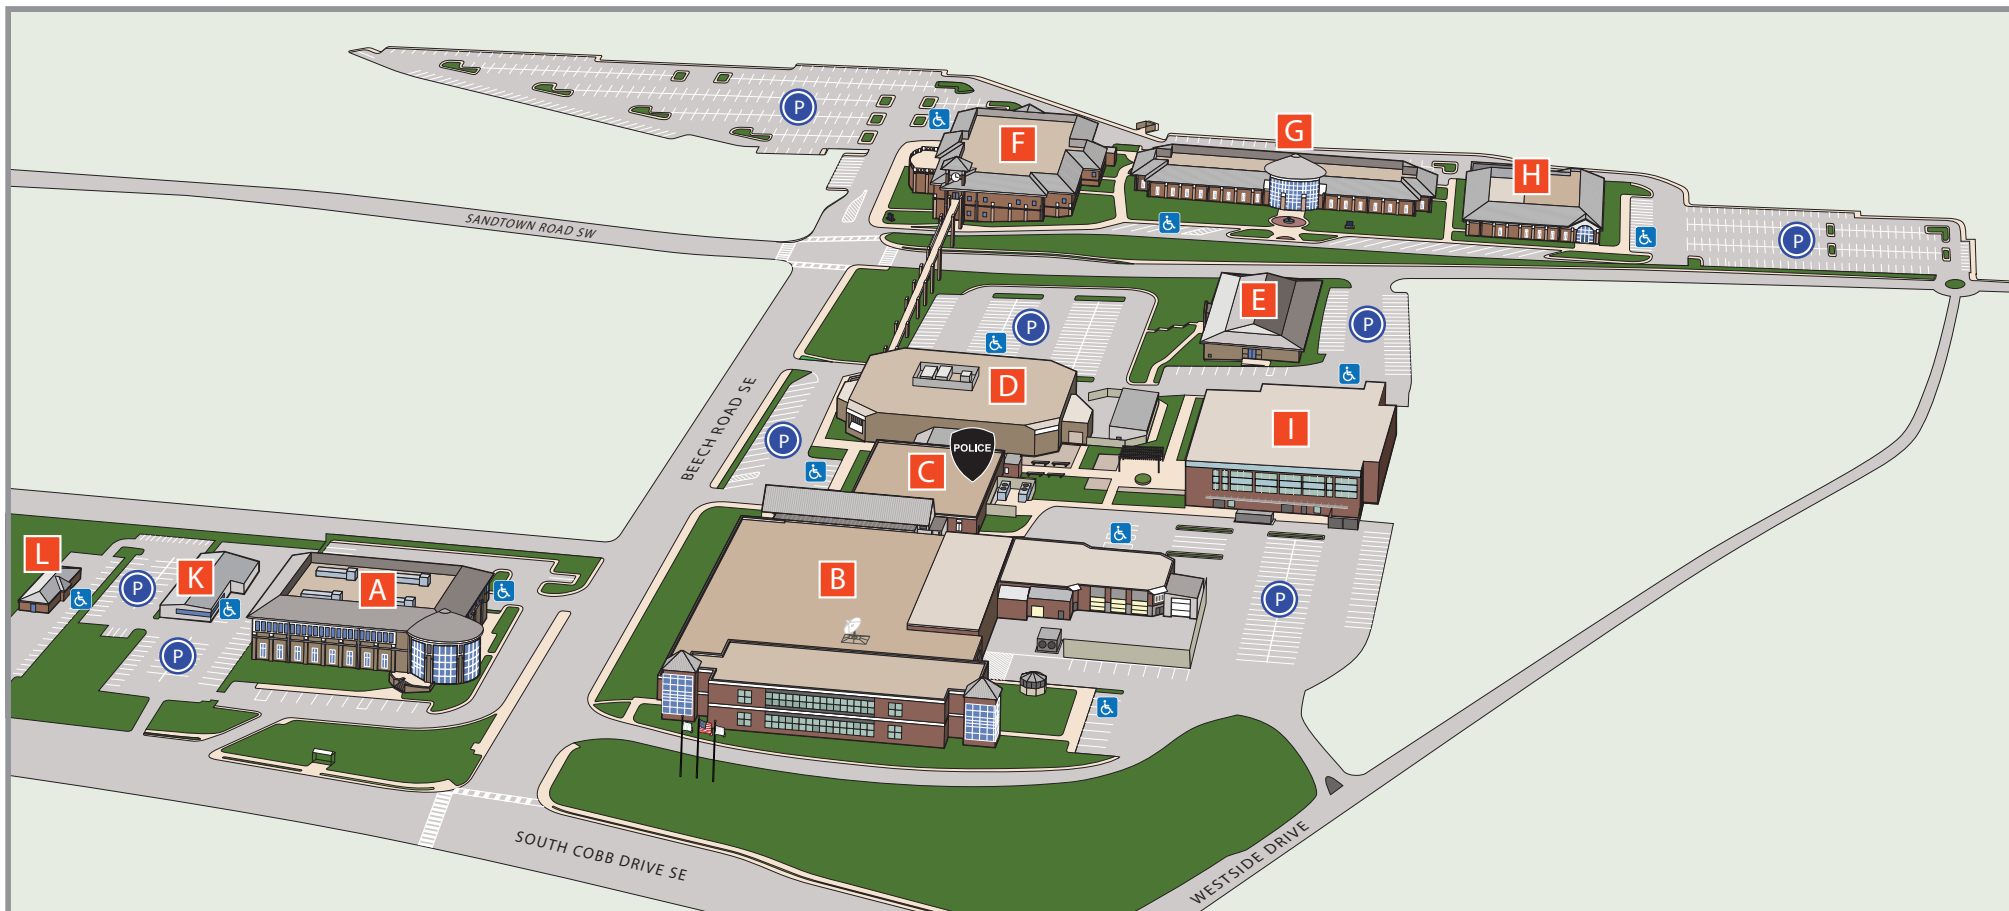 P
F
G
H
SANDTOWN ROAD SW
P
E
P
P
D
BEECH ROAD SE
P
C
POLICE
I
L
P
K
A
B
P
P
SOUTH COBB DRIVE SE
WESTSIDE DRIVE